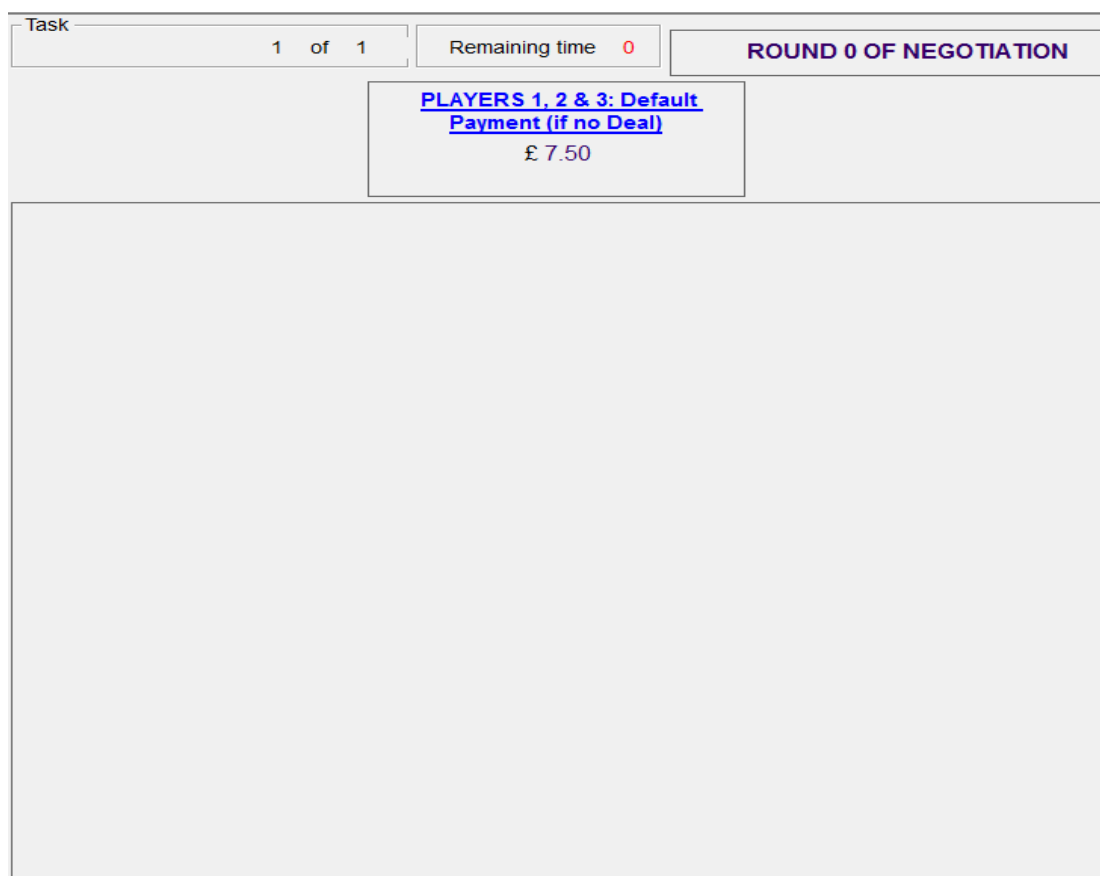 Task
1 of 1
Remaining time 0
ROUND 0 OF NEGOTIATION
PLAYERS 1, 2 & 3: Default
Payment (if no Deal)
£ 7.50